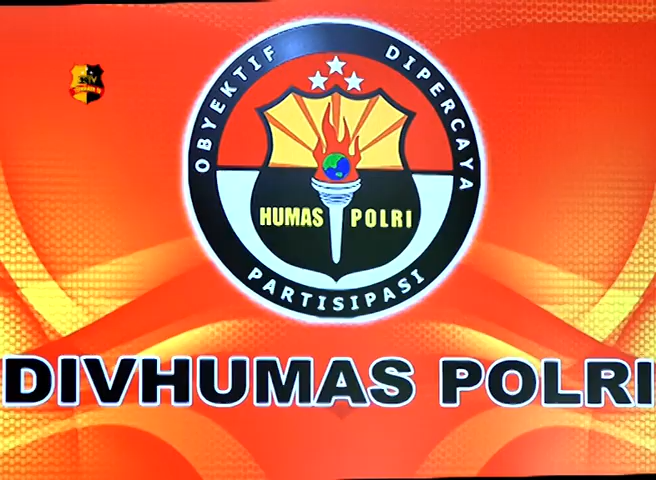 OBYEKTIF DIPERCAYA
HUMAS POLRI
PARTISIPASI
DIVHUMAS POLRI